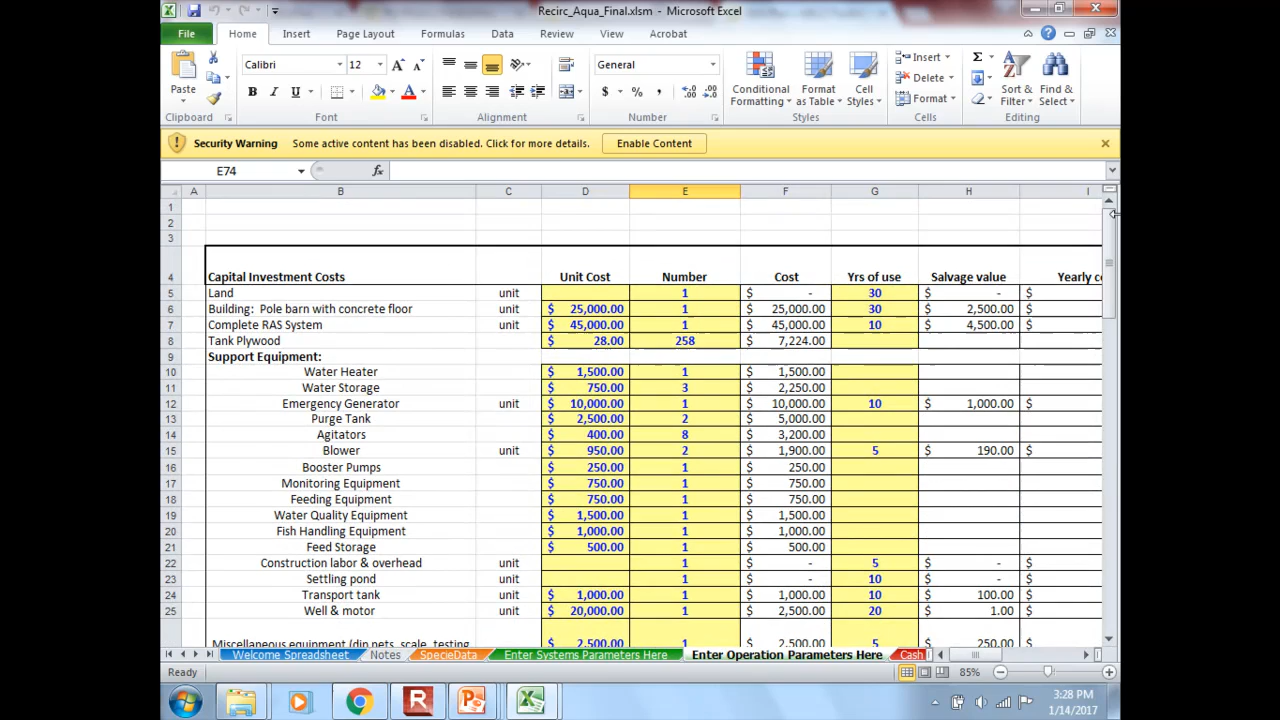 Recirc_Aqua_Final.xlsm - Microsoft Excel
File Home Insert Page Layout Formulas Data Review View Acrobat
Paste Calibri 12 General Conditional Formatting Format as Table Cell Styles Insert Delete Format Sort & Filter Find & Select
Clipboard Font Alignment Number Styles Cells Editing
Security Warning Some active content has been disabled. Click for more details. Enable Content
E74 fx
A B C D E F G H I
1
2
3
4 Capital Investment Costs Unit Cost Number Cost Yrs of use Salvage value Yearly c
5 Land unit 1 $ - 30 $ - $
6 Building: Pole barn with concrete floor unit $ 25,000.00 1 $ 25,000.00 30 $ 2,500.00 $
7 Complete RAS System unit $ 45,000.00 1 $ 45,000.00 10 $ 4,500.00 $
8 Tank Plywood $ 28.00 258 $ 7,224.00
9 Support Equipment:
10 Water Heater $ 1,500.00 1 $ 1,500.00
11 Water Storage $ 750.00 3 $ 2,250.00
12 Emergency Generator unit $ 10,000.00 1 $ 10,000.00 10 $ 1,000.00 $
13 Purge Tank $ 2,500.00 2 $ 5,000.00
14 Agitators $ 400.00 8 $ 3,200.00
15 Blower unit $ 950.00 2 $ 1,900.00 5 $ 190.00 $
16 Booster Pumps $ 250.00 1 $ 250.00
17 Monitoring Equipment $ 750.00 1 $ 750.00
18 Feeding Equipment $ 750.00 1 $ 750.00
19 Water Quality Equipment $ 1,500.00 1 $ 1,500.00
20 Fish Handling Equipment $ 1,000.00 1 $ 1,000.00
21 Feed Storage $ 500.00 1 $ 500.00
22 Construction labor & overhead unit 1 $ - 5 $ - $
23 Settling pond unit 1 $ - 10 $ - $
24 Transport tank unit $ 1,000.00 1 $ 1,000.00 10 $ 100.00 $
25 Well & motor unit $ 20,000.00 1 $ 2,500.00 20 $ 1.00 $
Miscellaneous equipment (dip nets, scale, testing $ 2,500.00 1 $ 2,500.00 5 $ 250.00 $
Welcome Spreadsheet Notes SpecieData Enter Systems Parameters Here Enter Operation Parameters Here Cash
Ready 85%
3:28 PM
1/14/2017